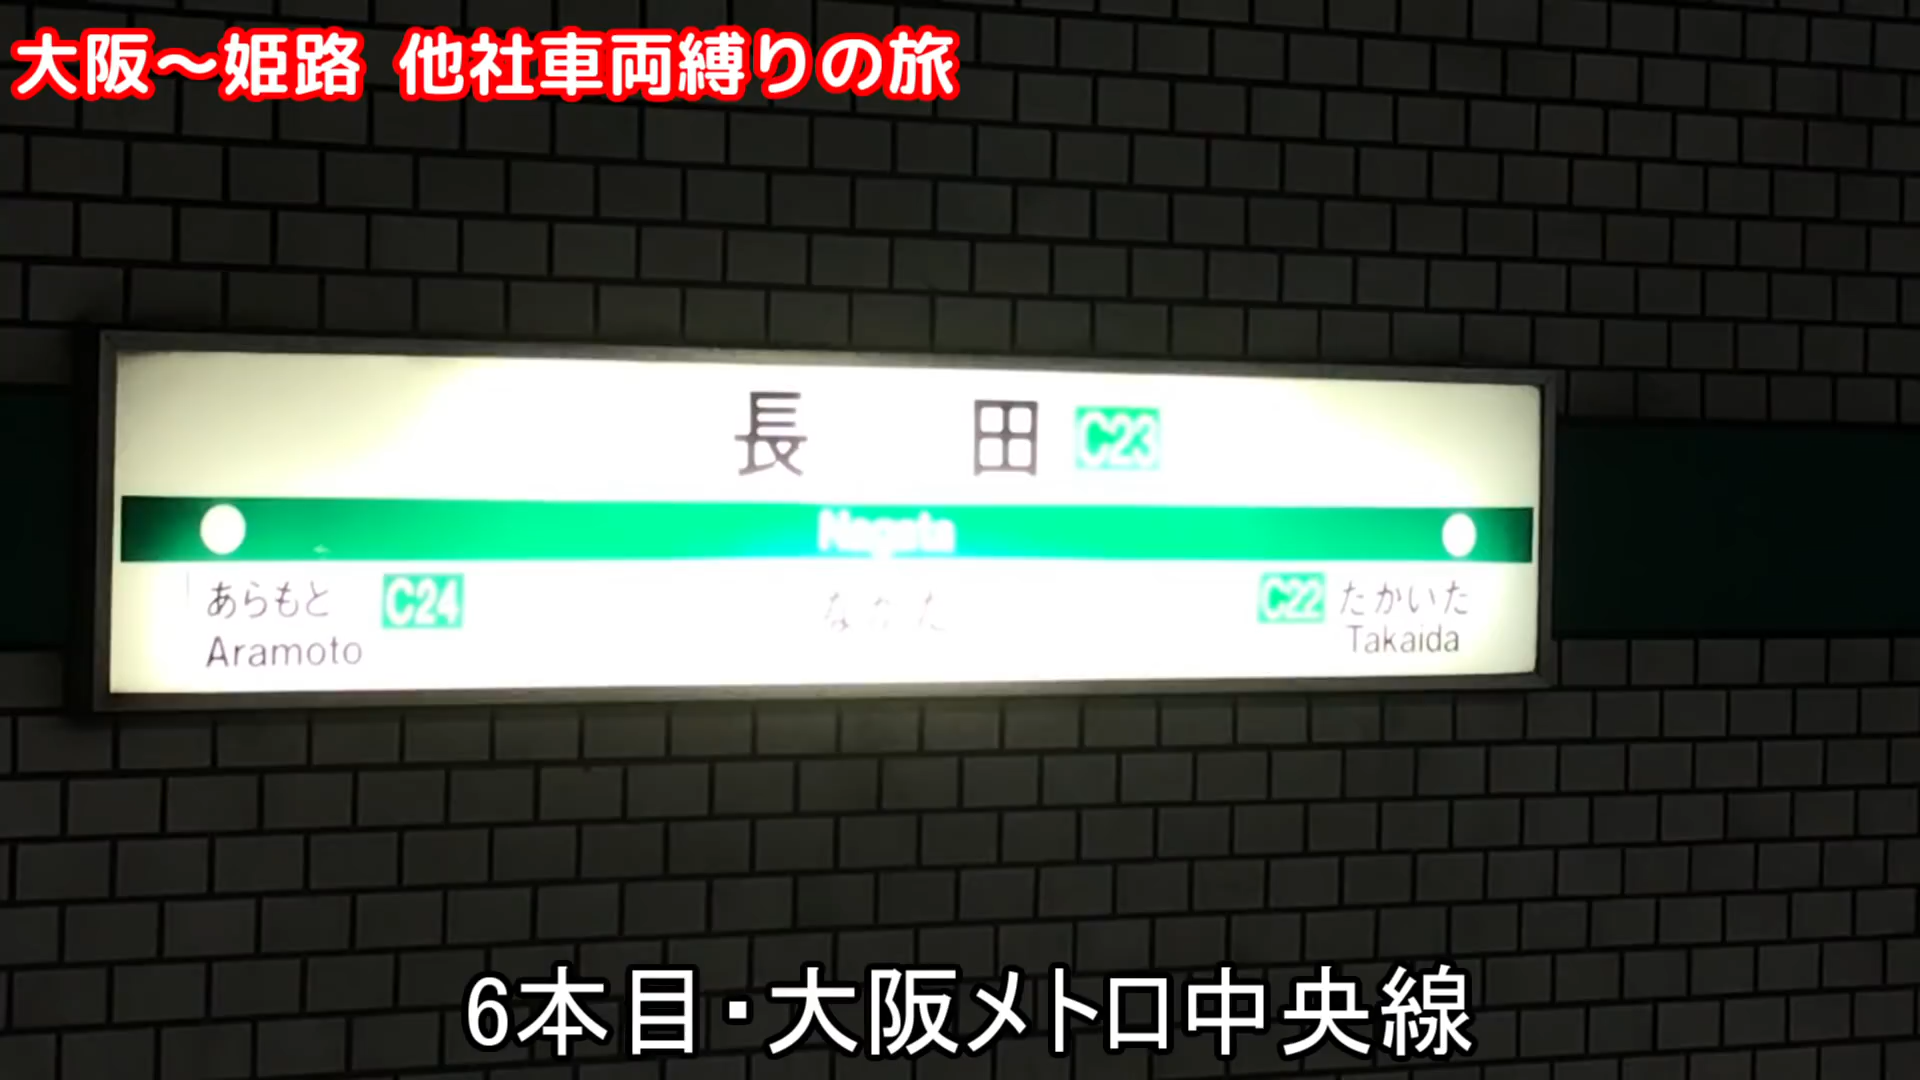 大阪～姫路 他社車両縛りの旅
長田 C23
Nagata
あらもと C24
Aramoto
ながた
C22 たかいだ
Takaida
6本目・大阪メトロ中央線